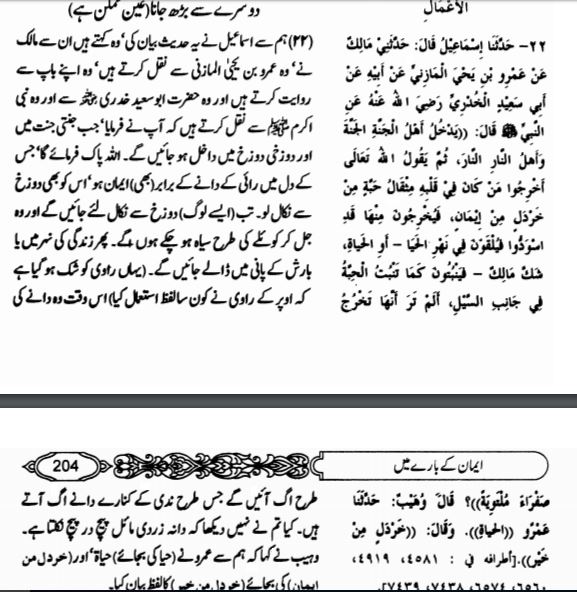 الأَعْمَالِ
٢٢- حَدَّثَنَا إِسْمَاعِيلُ قَالَ: حَدَّثَنِي مَالِكٌ
عَنْ عَمْرِو بْنِ يَحْيَ الْمَازِنِيِّ عَنْ أَبِيْهِ عَنْ
أَبِي سَعِيدٍ الْخُدْرِيِّ رَضِيَ اللهُ عَنْهُ عَنِ
النَّبِيِّ ﷺ قَالَ: ((يَدْخُلُ أَهْلُ الْجَنَّةِ الْجَنَّةَ
وَأَهْلُ النَّارِ النَّارَ، ثُمَّ يَقُولُ اللهُ تَعَالَى
أَخْرِجُوا مَنْ كَانَ فِي قَلْبِهِ مِثْقَالُ حَبَّةٍ مِنْ
خَرْدَلٍ مِنْ إِيْمَانٍ، فَيُخْرَجُونَ مِنْهَا قَدِ
اسْوَدُّوا فَيُلْقَوْنَ فِي نَهْرِ الْحَيَا – أَوِ الْحَيَاةِ،
شَكَّ مَالِكٌ – فَيَنْبُتُونَ كَمَا تَنْبُتُ الْحِبَّةُ
فِي جَانِبِ السَّيْلِ، أَلَمْ تَرَ أَنَّهَا تَخْرُجُ
دوسرے سے بڑھ جانا (عین ممکن ہے)
(۲۲) ہم سے اسماعیل نے یہ حدیث بیان کی' وہ کہتے ہیں ان سے مالک
نے' وہ عمرو بن یحیٰ المازنی سے نقل کرتے ہیں' وہ اپنے باپ سے
روایت کرتے ہیں اور وہ حضرت ابو سعید خدری ؓ سے اور وہ نبی
اکرم ﷺ سے نقل کرتے ہیں کہ آپ نے فرمایا' جب جنتی جنت میں
اور دوزخی دوزخ میں داخل ہو جائیں گے۔ اللہ پاک فرمائے گا' جس
کے دل میں رائی کے دانے کے برابر (بھی) ایمان ہو' اس کو بھی دوزخ
سے نکال لو۔ تب (ایسے لوگ) دوزخ سے نکال لئے جائیں گے اور وہ
جل کر کوئلے کی طرح سیاہ ہو چکے ہوں گے۔ پھر زندگی کی نہر میں یا
بارش کے پانی میں ڈالے جائیں گے۔ (یہاں راوی کو شک ہو گیا ہے
کہ اوپر کے راوی نے کون سا لفظ استعمال کیا) اس وقت وہ دانے کی
ایمان کے بارے میں
204
صَفْرَاءَ مُلْتَوِيَةً))؟ قَالَ وُهَيْبٌ: حَدَّثَنَا
عَمْرٌو ((الْحَيَاةِ)). وَقَالَ: ((خَرْدَلٍ مِنْ
خَيْرٍ)).[أطرافه في : ٤٥٨١، ٤٩١٩،
٦٥٦٠، ٦٥٧٤، ٧٤٣٨، ٧٤٣٩].
طرح اگ آئیں گے جس طرح ندی کے کنارے دانے اگ آتے
ہیں۔ کیا تم نے نہیں دیکھا کہ دانہ زردی مائل پیچ در پیچ نکلتا ہے۔
وہیب نے کہا کہ ہم سے عمرو نے (حیا کی بجائے) حیاۃ' اور (خردل من
ایمان) کی بجائے (خردل من خیر) کا لفظ بیان کیا۔